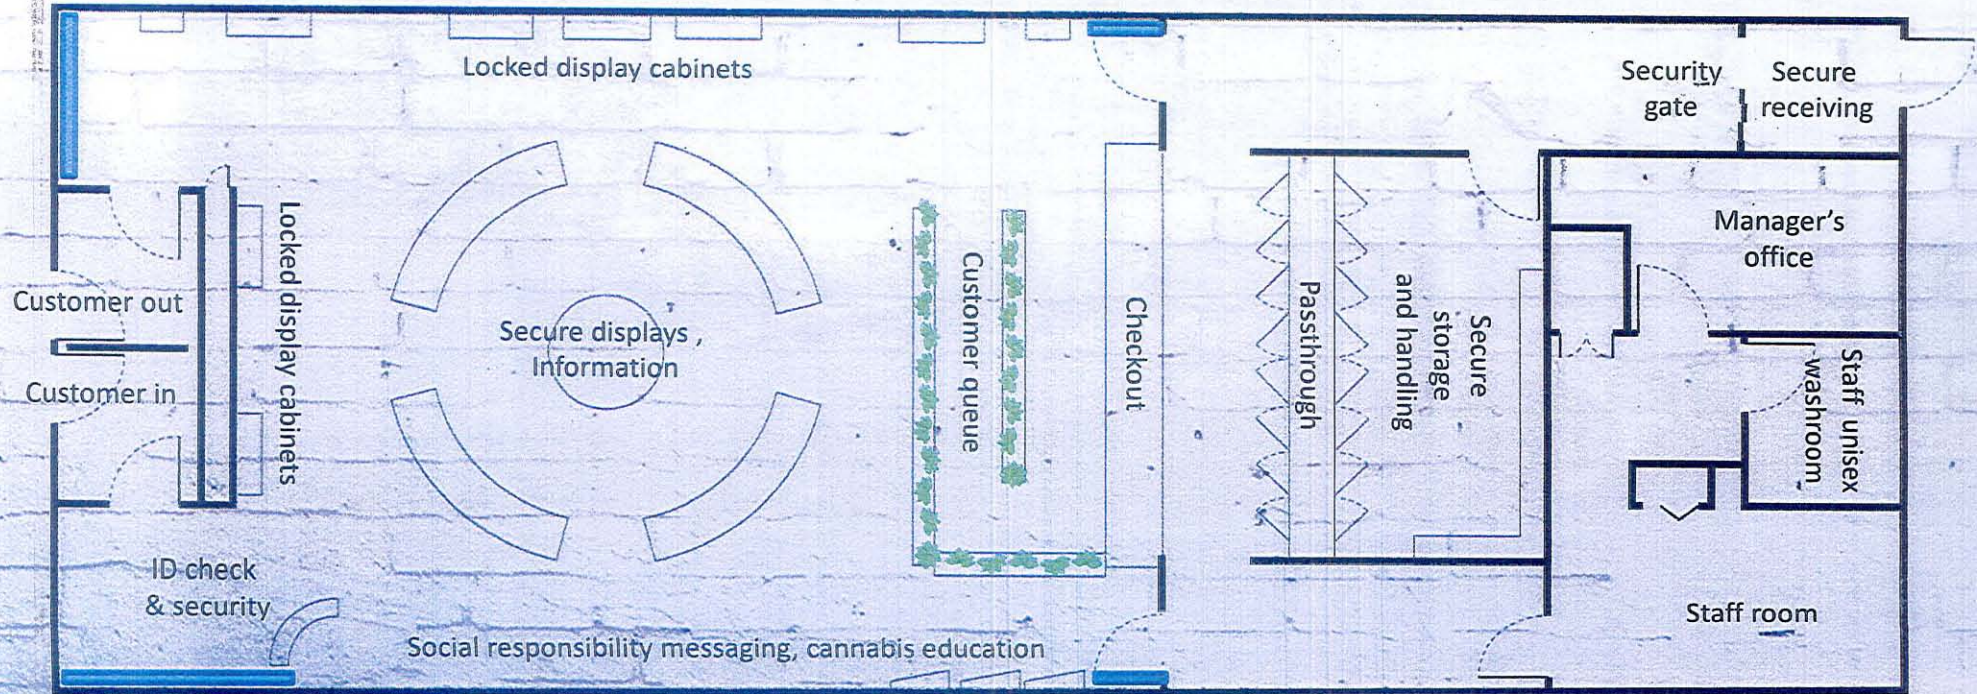 Locked display cabinets
Security
gate
Secure
receiving
Customer out
Customer in
Locked display cabinets
Secure displays ,
Information
Customer queue
Checkout
Passthrough
Secure
storage
and handling
Manager's
office
Staff unisex
washroom
ID check
& security
Social responsibility messaging, cannabis education
Staff room